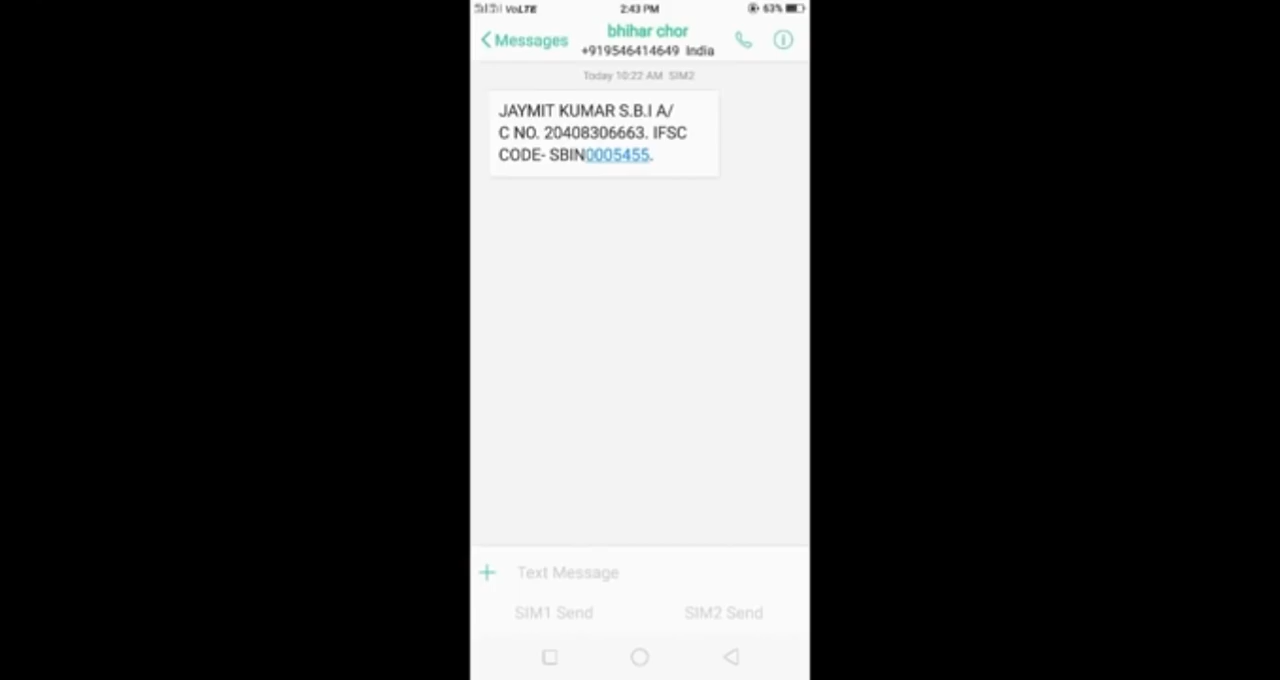 VoLTE 2:43 PM 63%
Messages
bhihar chor
+919546414649 India
Today 10:22 AM SIM2
JAYMIT KUMAR S.B.I A/
C NO. 20408306663. IFSC
CODE- SBIN0005455.
Text Message
SIM1 Send SIM2 Send